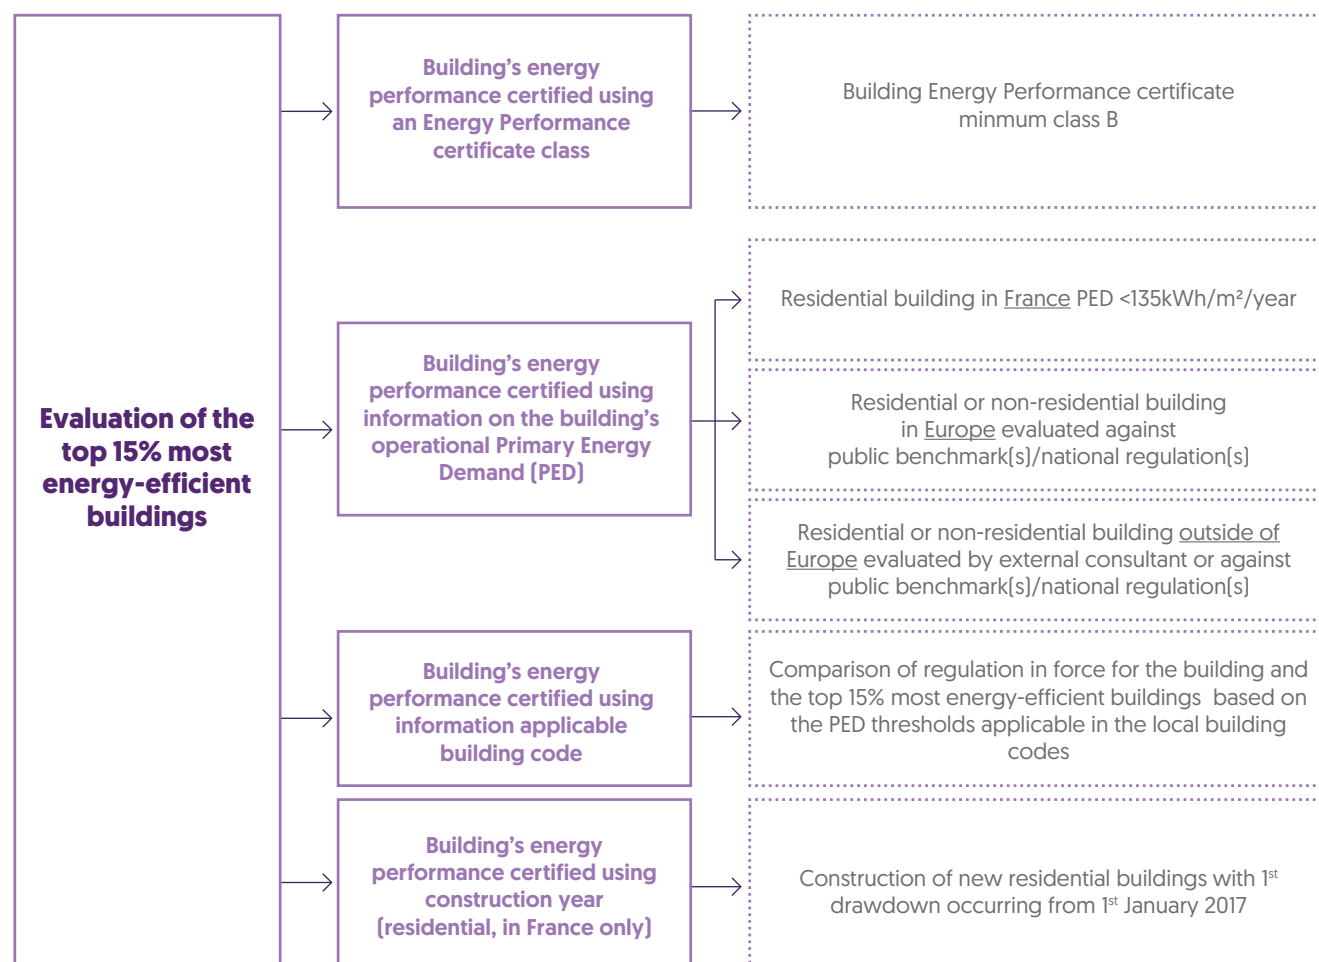 Evaluation of the
top 15% most
energy-efficient
buildings
Building’s energy
performance certified using
an Energy Performance
certificate class
Building Energy Performance certificate
minmum class B
Building’s energy
performance certified using
information on the building’s
operational Primary Energy
Demand (PED)
Residential building in France PED <135kWh/m²/year
Residential or non-residential building
in Europe evaluated against
public benchmark(s)/national regulation(s)
Residential or non-residential building outside of
Europe evaluated by external consultant or against
public benchmark(s)/national regulation(s)
Building’s energy
performance certified using
information applicable
building code
Comparison of regulation in force for the building and
the top 15% most energy-efficient buildings based on
the PED thresholds applicable in the local building
codes
Building’s energy
performance certified using
construction year
(residential, in France only)
Construction of new residential buildings with 1st
drawdown occurring from 1st January 2017